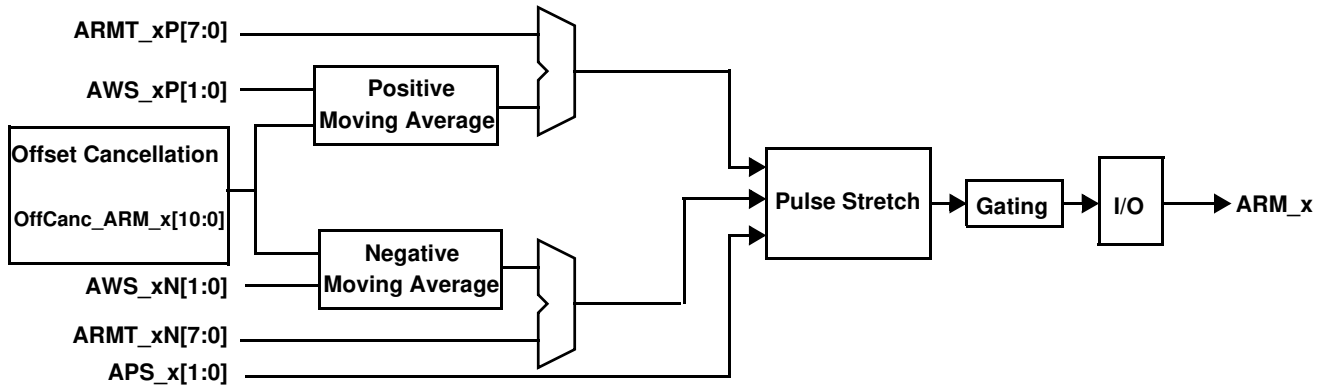 ARMT_xP[7:0]
AWS_xP[1:0]
Positive
Moving Average
Offset Cancellation
OffCanc_ARM_x[10:0]
Pulse Stretch
Gating
I/O
ARM_x
Negative
Moving Average
AWS_xN[1:0]
ARMT_xN[7:0]
APS_x[1:0]